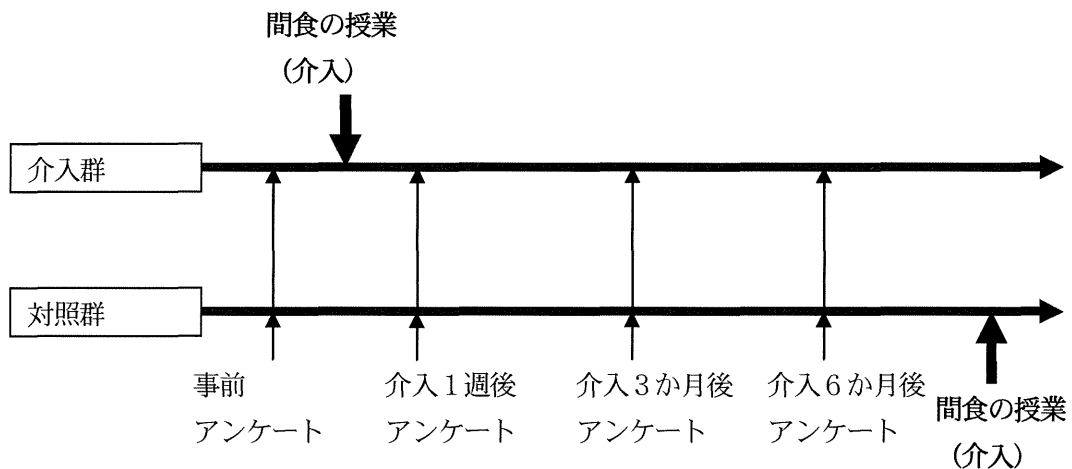 間食の授業
(介入)
介入群
対照群
事前
アンケート
介入1週後
アンケート
介入3か月後
アンケート
介入6か月後
アンケート
間食の授業
(介入)